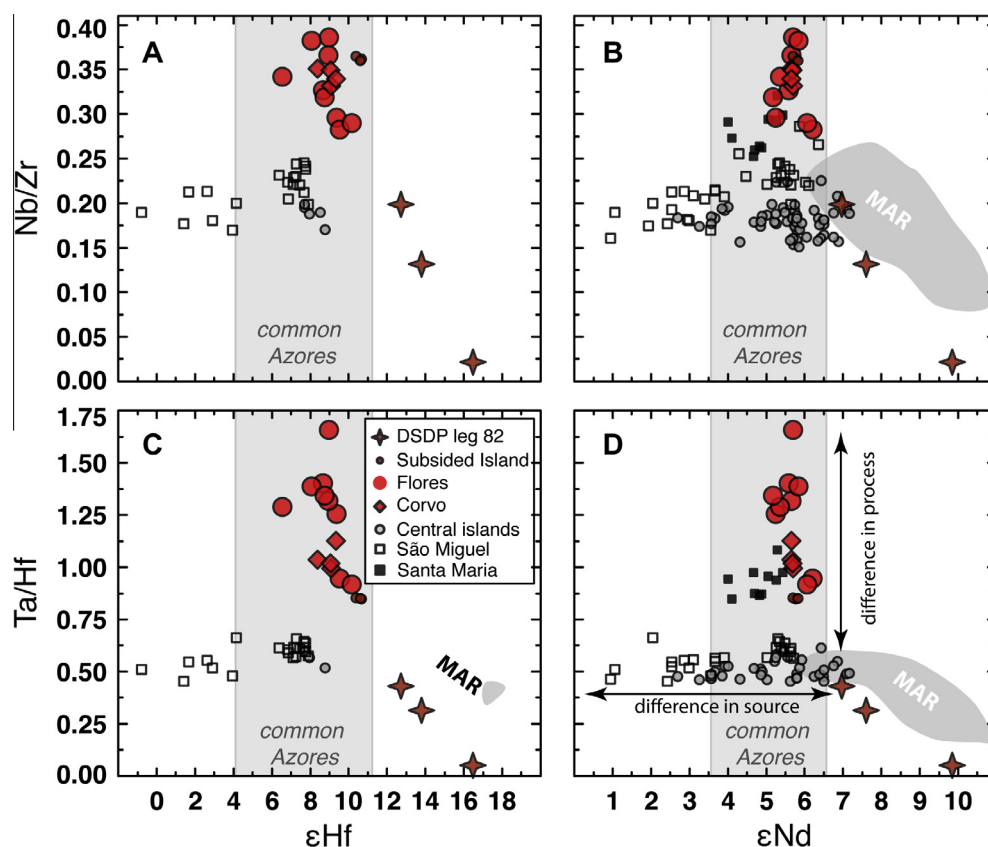 A
B
0.40
0.35
0.30
0.25
0.20
0.15
0.10
0.05
0.00
Nb/Zr
common
Azores
MAR
common
Azores
C
D
1.75
1.50
1.25
1.00
0.75
0.50
0.25
0.00
Ta/Hf
DSDP leg 82
Subsided Island
Flores
Corvo
Central islands
São Miguel
Santa Maria
MAR
common
Azores
difference in process
MAR
difference in source
common
Azores
0 2 4 6 8 10 12 14 16 18
εHf
1 2 3 4 5 6 7 8 9 10
εNd